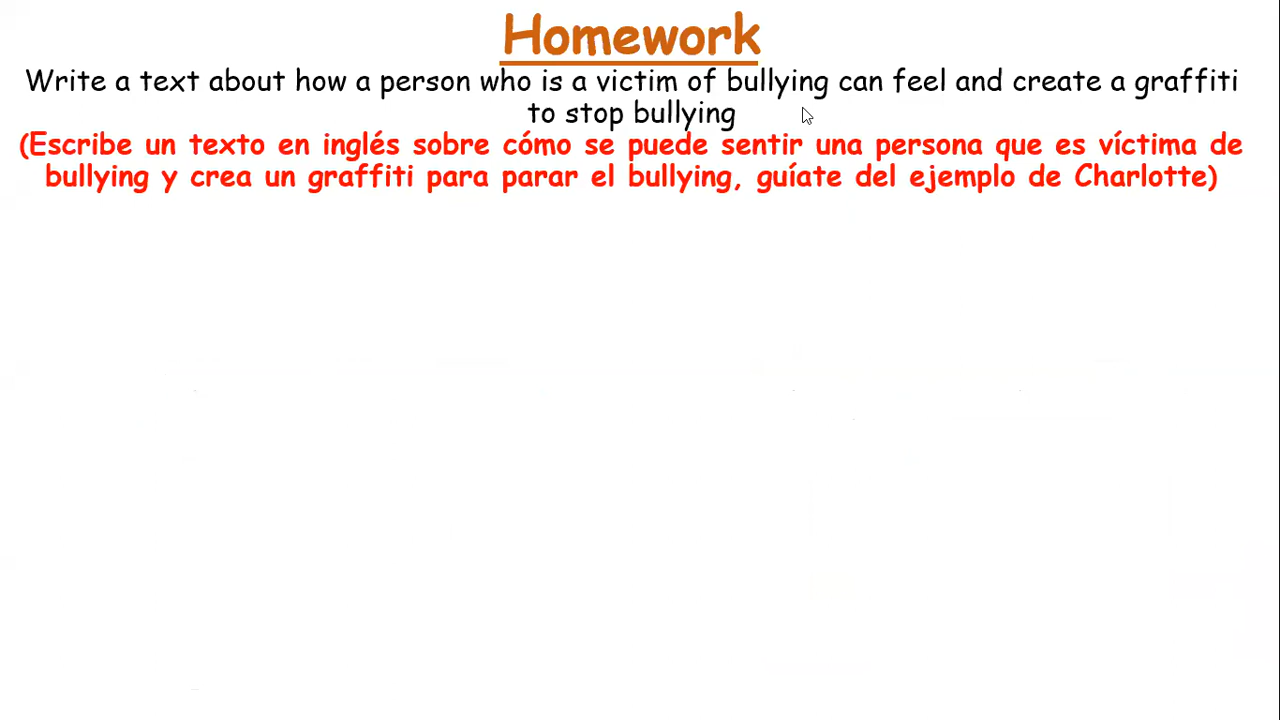 Homework
Write a text about how a person who is a victim of bullying can feel and create a graffiti
to stop bullying
(Escribe un texto en inglés sobre cómo se puede sentir una persona que es víctima de
bullying y crea un graffiti para parar el bullying, guíate del ejemplo de Charlotte)